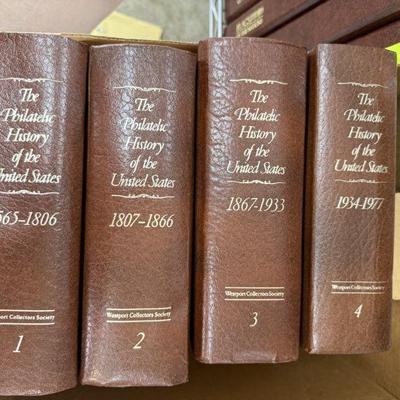 The
Philatelic
History
of the
United States
1565-1806
Westport Collectors Society
1
The
Philatelic
History
of the
United States
1807-1866
Westport Collectors Society
2
The
Philatelic
History
of the
United States
1867-1933
Westport Collectors Society
3
The
Philatelic
History
of the
United States
1934-1977
Westport Collectors Society
4